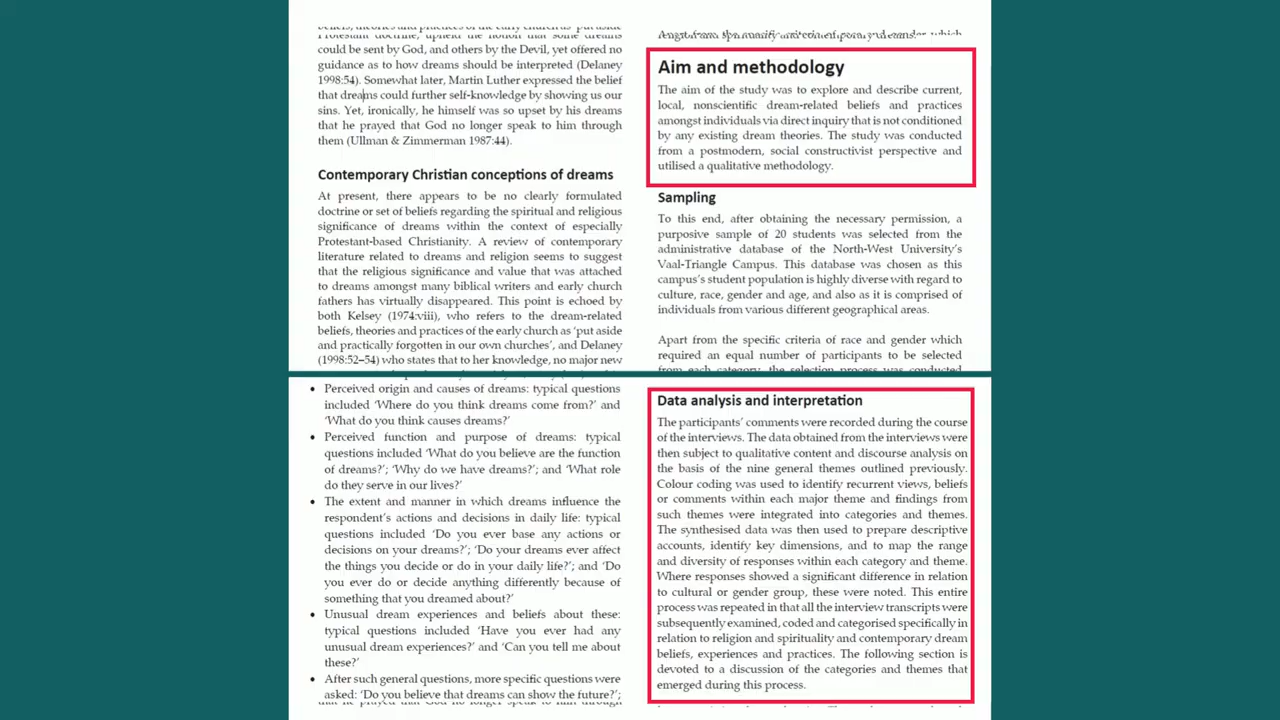 could be sent by God, and others by the Devil, yet offered no
guidance as to how dreams should be interpreted (Delaney
1998:54). Somewhat later, Martin Luther expressed the belief
that dreams could further self-knowledge by showing us our
sins. Yet, ironically, he himself was so upset by his dreams
that he prayed that God no longer speak to him through
them (Ullman & Zimmerman 1987:44).
Contemporary Christian conceptions of dreams
At present, there appears to be no clearly formulated
doctrine or set of beliefs regarding the spiritual and religious
significance of dreams within the context of especially
Protestant-based Christianity. A review of contemporary
literature related to dreams and religion seems to suggest
that the religious significance and value that was attached
to dreams amongst many biblical writers and early church
fathers has virtually disappeared. This point is echoed by
both Kelsey (1974:viii), who refers to the dream-related
beliefs, theories and practices of the early church as ‘put aside
and practically forgotten in our own churches’, and Delaney
(1998:52–54) who states that to her knowledge, no major new
Aim and methodology
The aim of the study was to explore and describe current,
local, nonscientific dream-related beliefs and practices
amongst individuals via direct inquiry that is not conditioned
by any existing dream theories. The study was conducted
from a postmodern, social constructivist perspective and
utilised a qualitative methodology.
Sampling
To this end, after obtaining the necessary permission, a
purposive sample of 20 students was selected from the
administrative database of the North-West University’s
Vaal-Triangle Campus. This database was chosen as this
campus’s student population is highly diverse with regard to
culture, race, gender and age, and also as it is comprised of
individuals from various different geographical areas.
Apart from the specific criteria of race and gender which
required an equal number of participants to be selected
from each category, the selection process was conducted
• Perceived origin and causes of dreams: typical questions
included ‘Where do you think dreams come from?’ and
‘What do you think causes dreams?’
• Perceived function and purpose of dreams: typical
questions included ‘What do you believe are the function
of dreams?’; ‘Why do we have dreams?’; and ‘What role
do they serve in our lives?’
• The extent and manner in which dreams influence the
respondent’s actions and decisions in daily life: typical
questions included ‘Do you ever base any actions or
decisions on your dreams?’; ‘Do your dreams ever affect
the things you decide or do in your daily life?’; and ‘Do
you ever do or decide anything differently because of
something that you dreamed about?’
• Unusual dream experiences and beliefs about these:
typical questions included ‘Have you ever had any
unusual dream experiences?’ and ‘Can you tell me about
these?’
• After such general questions, more specific questions were
asked: ‘Do you believe that dreams can show the future?’;
Data analysis and interpretation
The participants’ comments were recorded during the course
of the interviews. The data obtained from the interviews were
then subject to qualitative content and discourse analysis on
the basis of the nine general themes outlined previously.
Colour coding was used to identify recurrent views, beliefs
or comments within each major theme and findings from
such themes were integrated into categories and themes.
The synthesised data was then used to prepare descriptive
accounts, identify key dimensions, and to map the range
and diversity of responses within each category and theme.
Where responses showed a significant difference in relation
to cultural or gender group, these were noted. This entire
process was repeated in that all the interview transcripts were
subsequently examined, coded and categorised specifically in
relation to religion and spirituality and contemporary dream
beliefs, experiences and practices. The following section is
devoted to a discussion of the categories and themes that
emerged during this process.